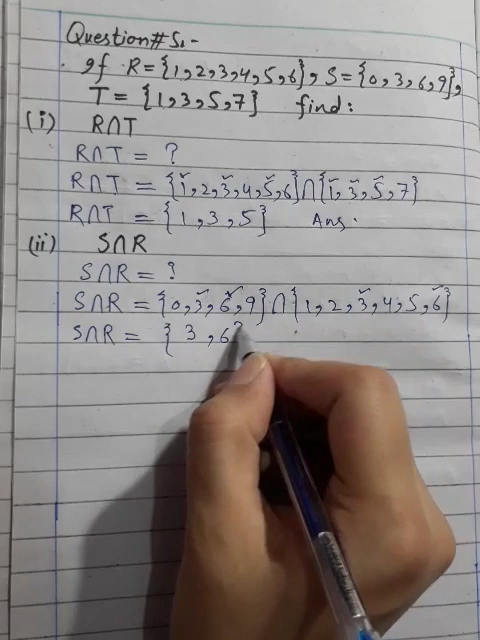 Question#5:-
If R={1,2,3,4,5,6}, S={0,3,6,9},
T={1,3,5,7} find:
(i) R∩T
R∩T = ?
R∩T = {1,2,3,4,5,6}∩{1,3,5,7}
R∩T = {1,3,5} Ans.
(ii) S∩R
S∩R = ?
S∩R = {0,3,6,9}∩{1,2,3,4,5,6}
S∩R = {3,6}